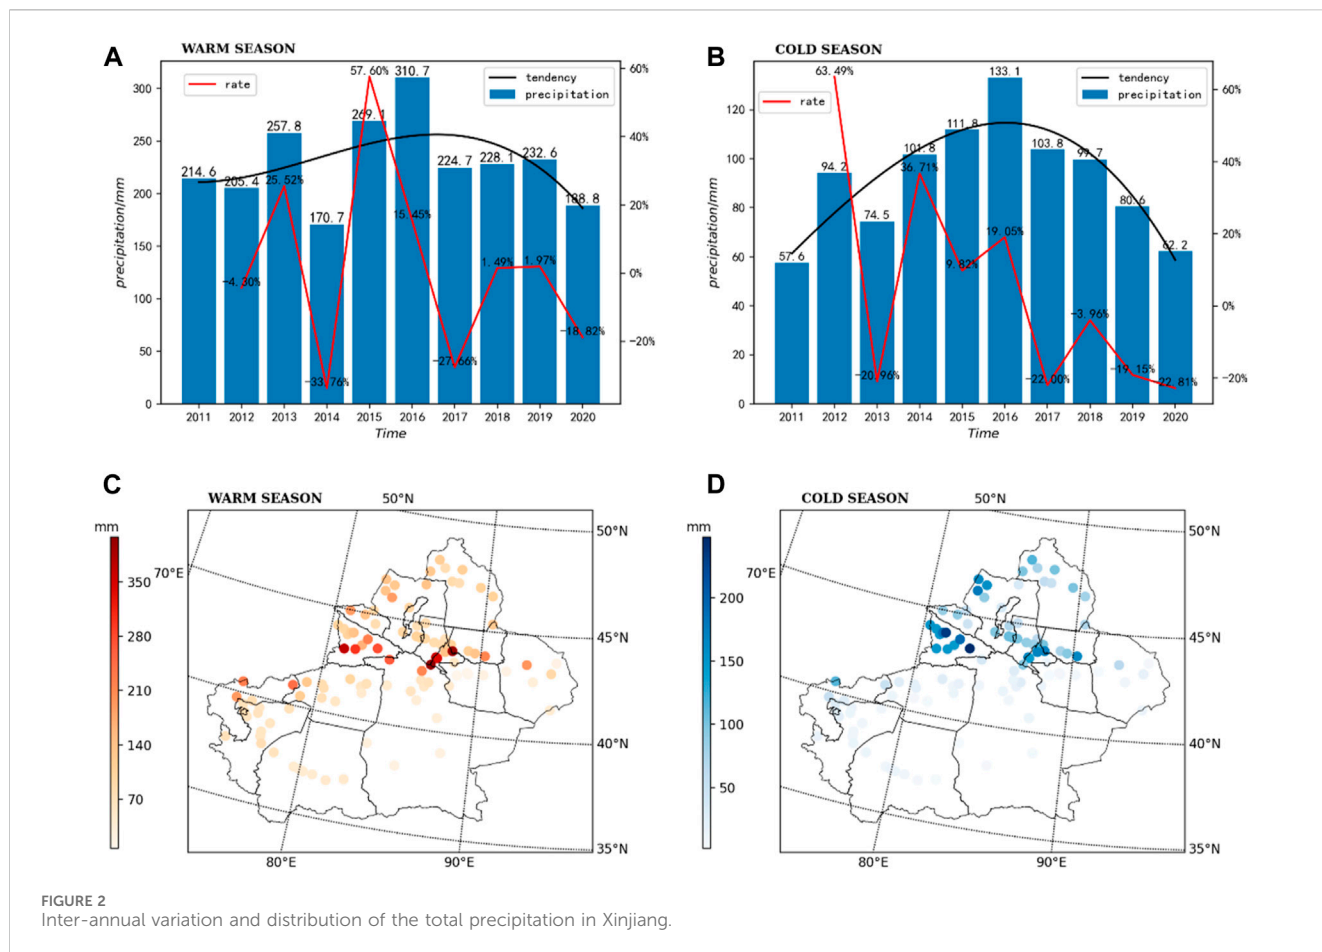 A
WARM SEASON
57.60%
310.7
60%
300
rate
tendency
precipitation
269.1
257.8
250
40%
232.6
224.7
228.1
214.6
205.4
25.52%
200
20%
188.8
170.7
15.45%
150
1.49%
1.97%
0%
-4.30%
100
-18.82%
-20%
50
-27.66%
-33.76%
0
precipitation/mm
2011 2012 2013 2014 2015 2016 2017 2018 2019 2020
Time
B
COLD SEASON
63.49%
133.1
60%
tendency
precipitation
rate
120
111.8
101.8
103.8
99.7
100
94.2
40%
36.71%
80
80.6
74.5
20%
19.05%
9.82%
60
57.6
62.2
0%
-3.96%
40
20
-20.96%
-22.00%
-19.15%
-22.81%
-20%
0
precipitation/mm
2011 2012 2013 2014 2015 2016 2017 2018 2019 2020
Time
C
WARM SEASON
50°N
mm
50°N
350
70°E
280
45°N
210
140
40°N
70
35°N
80°E
90°E
D
COLD SEASON
50°N
mm
50°N
70°E
200
45°N
150
100
40°N
50
35°N
80°E
90°E
FIGURE 2
Inter-annual variation and distribution of the total precipitation in Xinjiang.